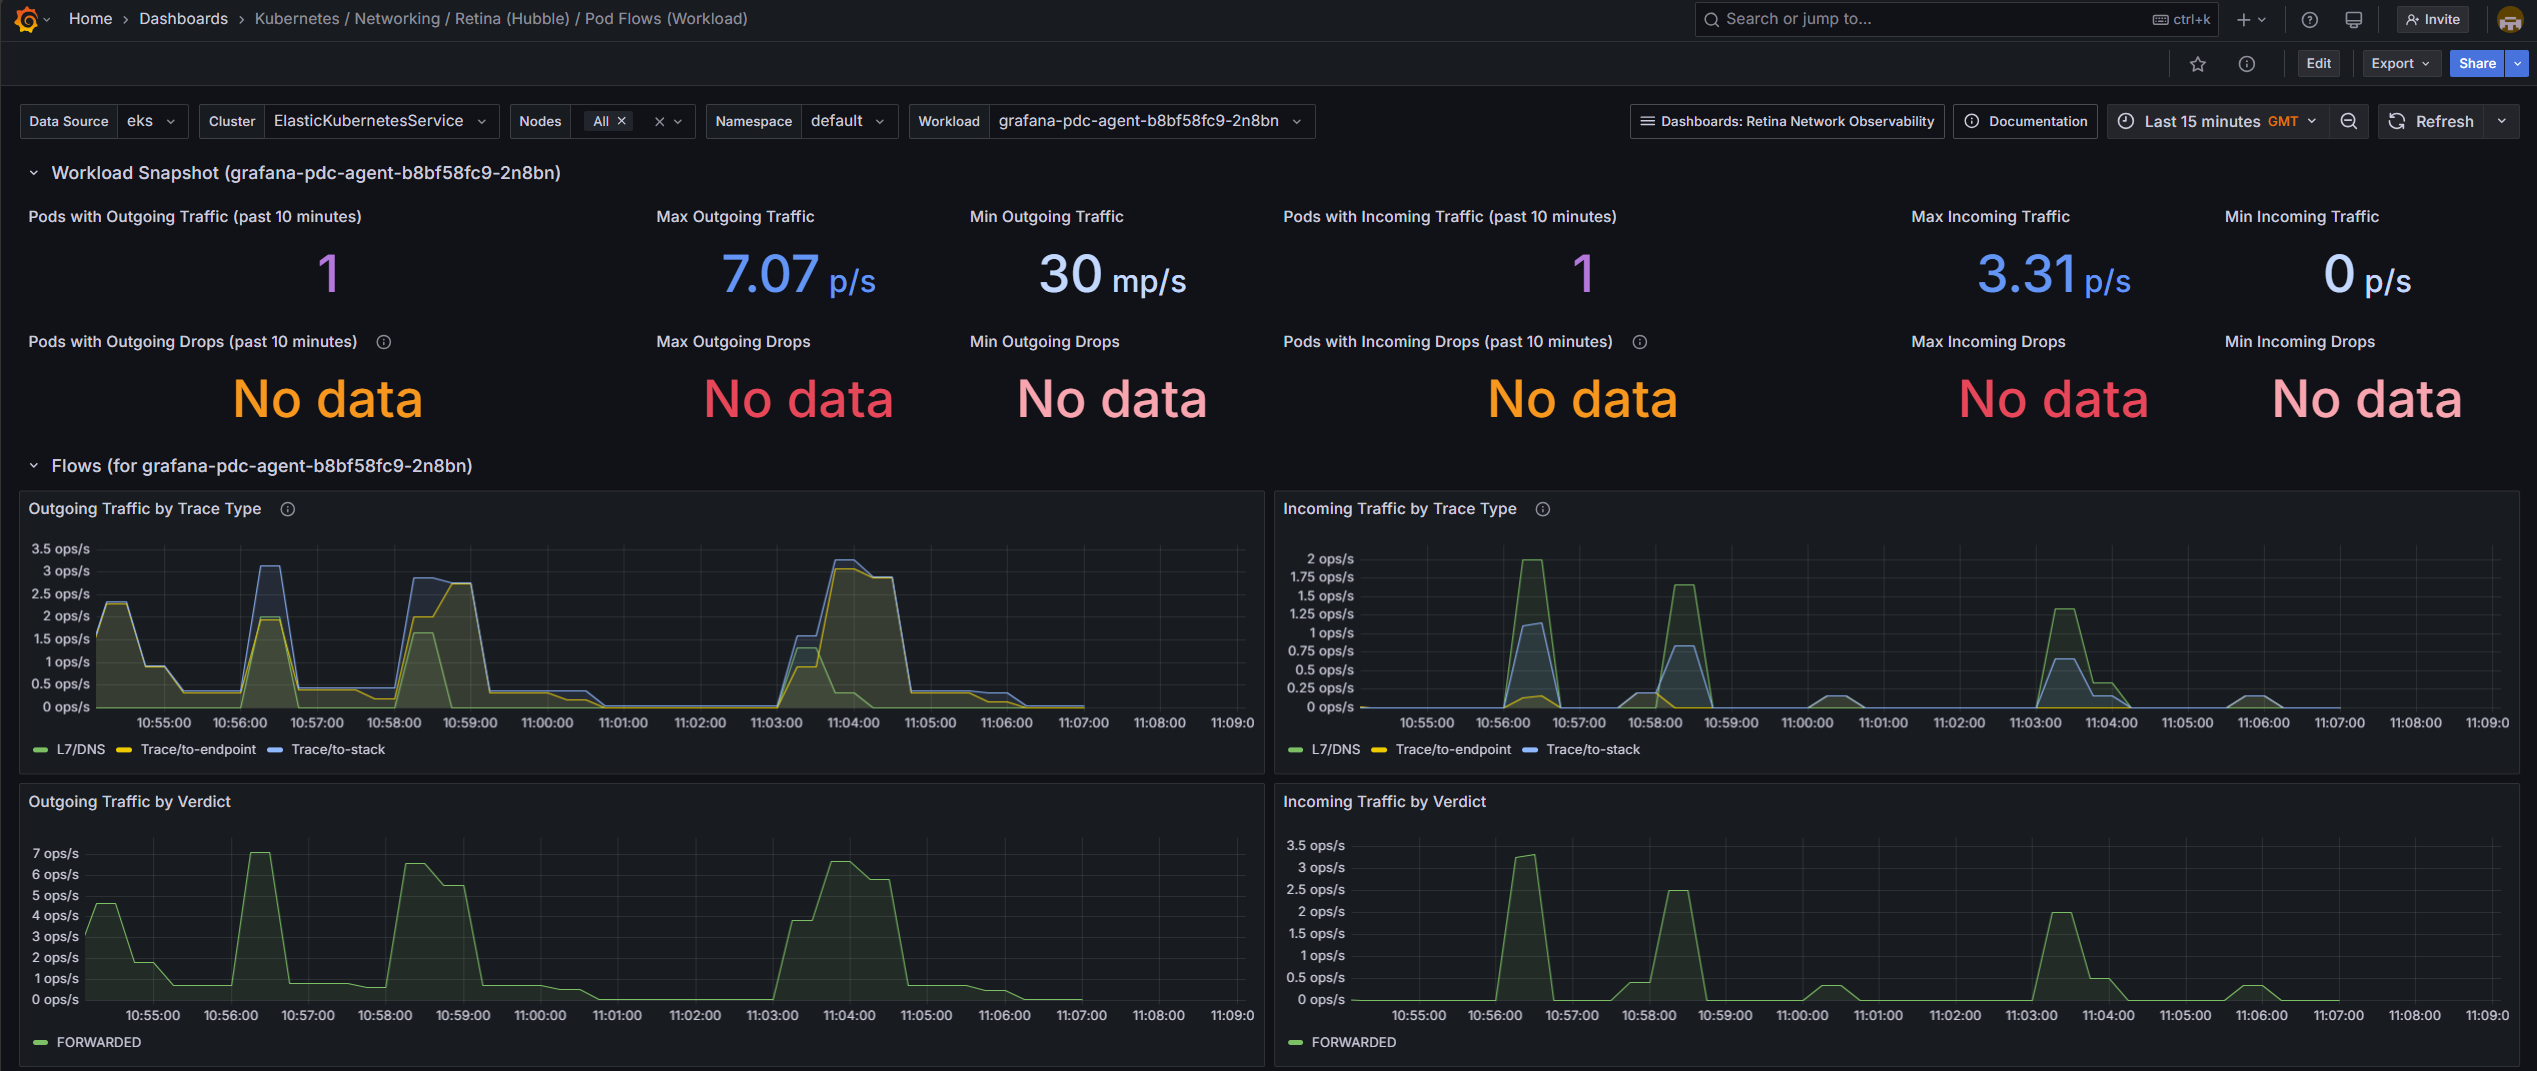 Home › Dashboards › Kubernetes / Networking / Retina (Hubble) / Pod Flows (Workload)
Search or jump to... ctrl+k
Invite
Edit Export Share
Data Source eks Cluster ElasticKubernetesService Nodes All Namespace default Workload grafana-pdc-agent-b8bf58fc9-2n8bn Dashboards: Retina Network Observability Documentation Last 15 minutes GMT Refresh
Workload Snapshot (grafana-pdc-agent-b8bf58fc9-2n8bn)
Pods with Outgoing Traffic (past 10 minutes)
1
Max Outgoing Traffic
7.07 p/s
Min Outgoing Traffic
30 mp/s
Pods with Incoming Traffic (past 10 minutes)
1
Max Incoming Traffic
3.31 p/s
Min Incoming Traffic
0 p/s
Pods with Outgoing Drops (past 10 minutes)
No data
Max Outgoing Drops
No data
Min Outgoing Drops
No data
Pods with Incoming Drops (past 10 minutes)
No data
Max Incoming Drops
No data
Min Incoming Drops
No data
Flows (for grafana-pdc-agent-b8bf58fc9-2n8bn)
Outgoing Traffic by Trace Type
3.5 ops/s
3 ops/s
2.5 ops/s
2 ops/s
1.5 ops/s
1 ops/s
0.5 ops/s
0 ops/s
10:55:00 10:56:00 10:57:00 10:58:00 10:59:00 11:00:00 11:01:00 11:02:00 11:03:00 11:04:00 11:05:00 11:06:00 11:07:00 11:08:00 11:09:0
L7/DNS Trace/to-endpoint Trace/to-stack
Incoming Traffic by Trace Type
2 ops/s
1.75 ops/s
1.5 ops/s
1.25 ops/s
1 ops/s
0.75 ops/s
0.5 ops/s
0.25 ops/s
0 ops/s
10:55:00 10:56:00 10:57:00 10:58:00 10:59:00 11:00:00 11:01:00 11:02:00 11:03:00 11:04:00 11:05:00 11:06:00 11:07:00 11:08:00 11:09:0
L7/DNS Trace/to-endpoint Trace/to-stack
Outgoing Traffic by Verdict
7 ops/s
6 ops/s
5 ops/s
4 ops/s
3 ops/s
2 ops/s
1 ops/s
0 ops/s
10:55:00 10:56:00 10:57:00 10:58:00 10:59:00 11:00:00 11:01:00 11:02:00 11:03:00 11:04:00 11:05:00 11:06:00 11:07:00 11:08:00 11:09:0
FORWARDED
Incoming Traffic by Verdict
3.5 ops/s
3 ops/s
2.5 ops/s
2 ops/s
1.5 ops/s
1 ops/s
0.5 ops/s
0 ops/s
10:55:00 10:56:00 10:57:00 10:58:00 10:59:00 11:00:00 11:01:00 11:02:00 11:03:00 11:04:00 11:05:00 11:06:00 11:07:00 11:08:00 11:09:0
FORWARDED